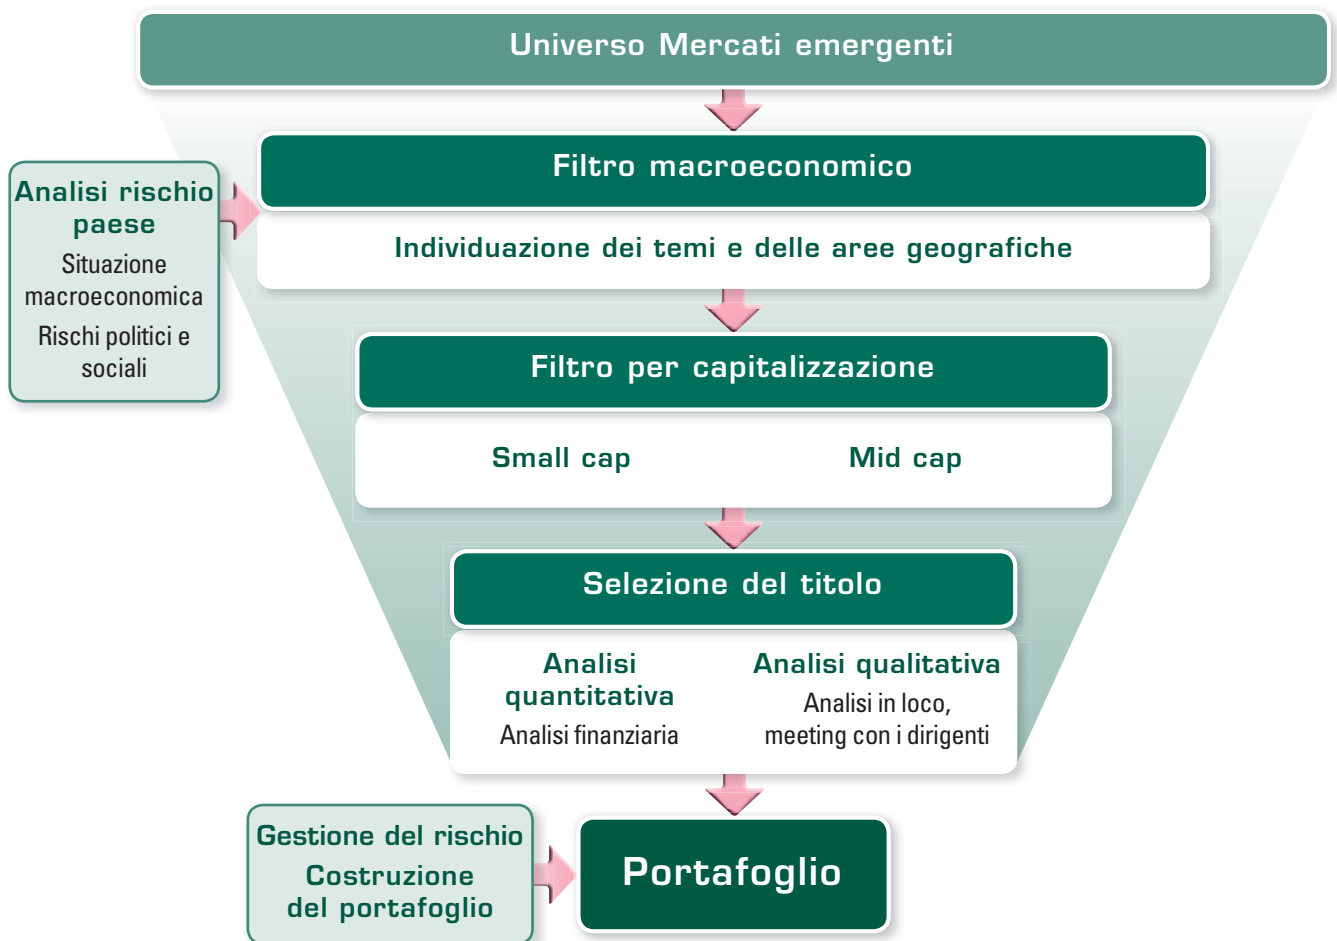 Universo Mercati emergenti
Filtro macroeconomico
Individuazione dei temi e delle aree geografiche
Analisi rischio
paese
Situazione
macroeconomica
Rischi politici e
sociali
Filtro per capitalizzazione
Small cap
Mid cap
Selezione del titolo
Analisi
quantitativa
Analisi finanziaria
Analisi qualitativa
Analisi in loco,
meeting con i dirigenti
Gestione del rischio
Costruzione
del portafoglio
Portafoglio